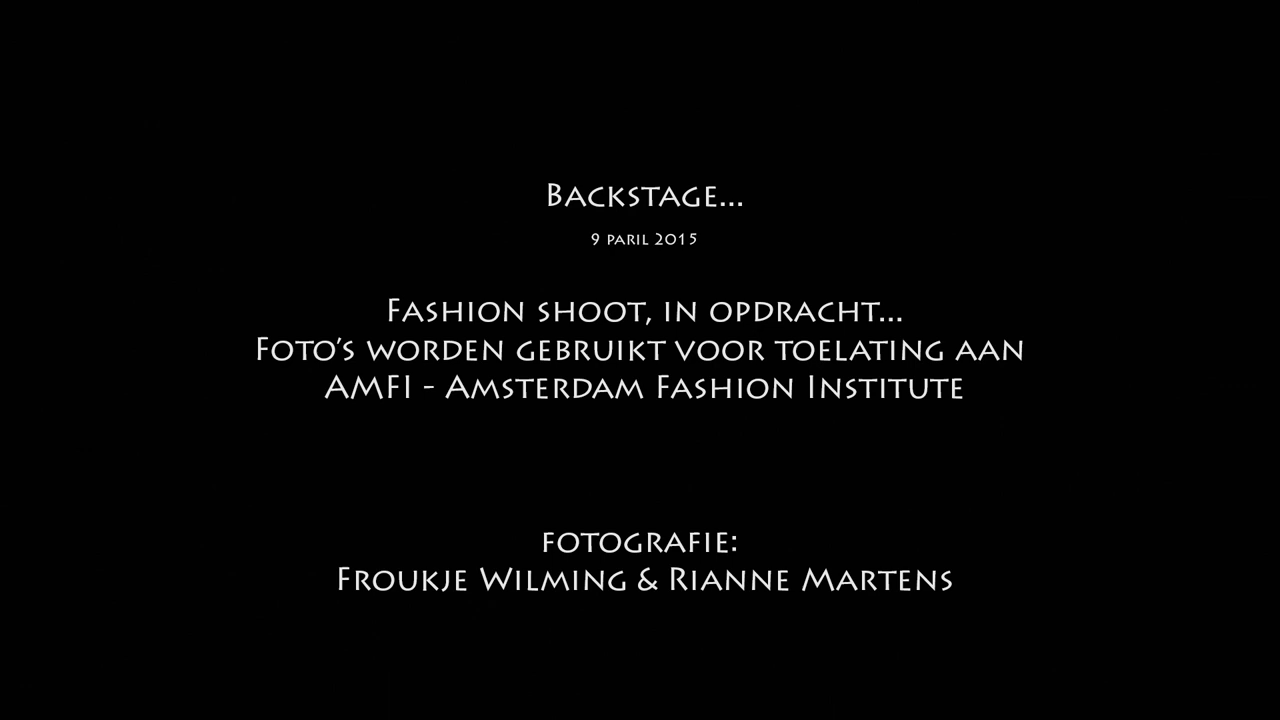 Backstage...
9 paril 2015
Fashion shoot, in opdracht...
Foto's worden gebruikt voor toelating aan
AMFI - Amsterdam Fashion Institute
fotografie:
Froukje Wilming & Rianne Martens